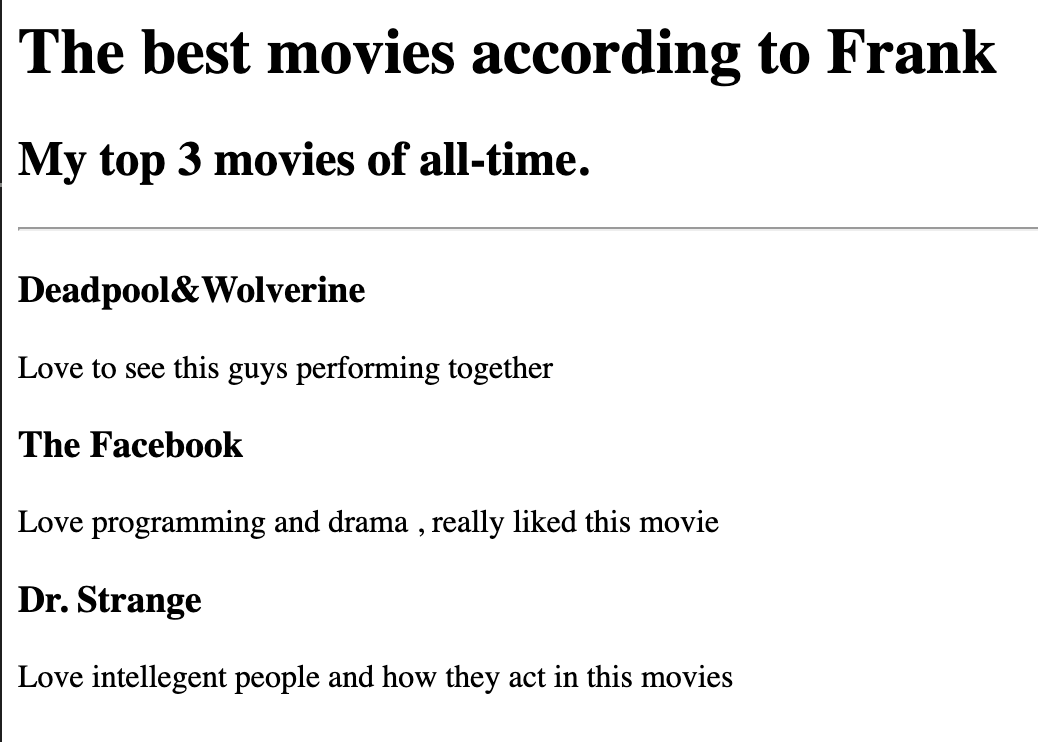 The best movies according to Frank
My top 3 movies of all-time.
Deadpool&Wolverine
Love to see this guys performing together
The Facebook
Love programming and drama , really liked this movie
Dr. Strange
Love intellegent people and how they act in this movies